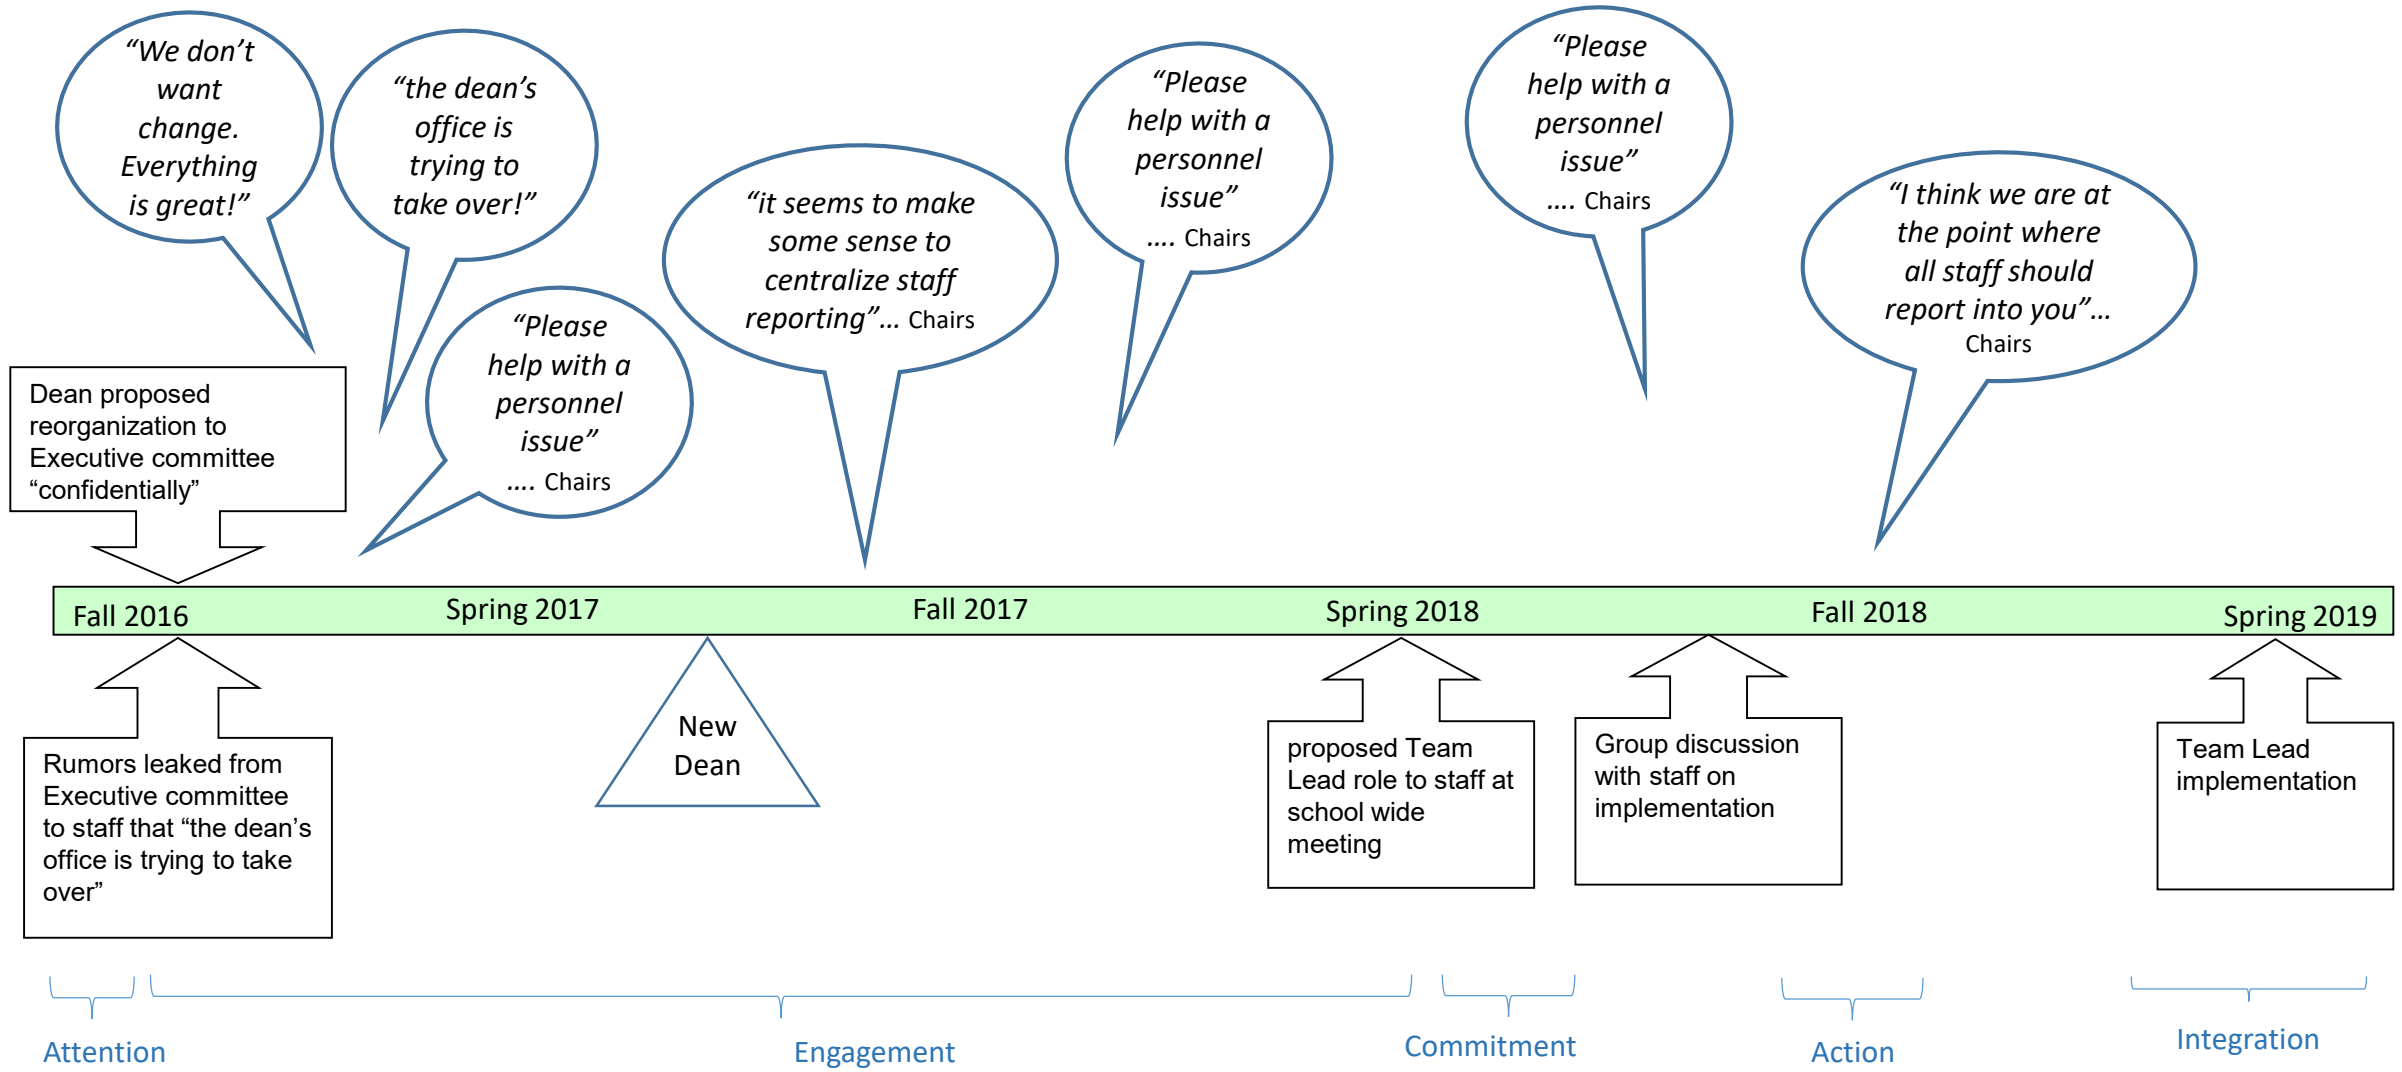 “We don’t
want
change.
Everything
is great!”
“the dean’s
office is
trying to
take over!”
“Please
help with a
personnel
issue”
…. Chairs
“it seems to make
some sense to
centralize staff
reporting”… Chairs
“Please
help with a
personnel
issue”
…. Chairs
“Please
help with a
personnel
issue”
…. Chairs
“I think we are at
the point where
all staff should
report into you”…
Chairs
Dean proposed
reorganization to
Executive committee
“confidentially”
Fall 2016
Spring 2017
Fall 2017
Spring 2018
Fall 2018
Spring 2019
Rumors leaked from
Executive committee
to staff that “the dean’s
office is trying to take
over”
New
Dean
proposed Team
Lead role to staff at
school wide
meeting
Group discussion
with staff on
implementation
Team Lead
implementation
Attention
Engagement
Commitment
Action
Integration